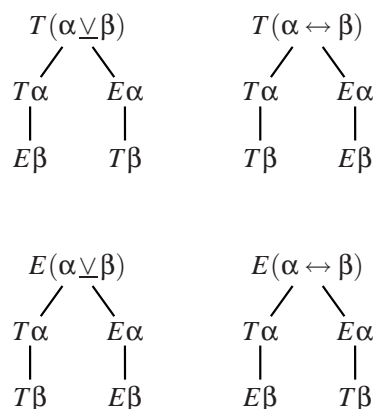 T(α ⊻ β) T(α ↔ β)
Tα Eα Tα Eα
Eβ Tβ Tβ Eβ
E(α ⊻ β) E(α ↔ β)
Tα Eα Tα Eα
Tβ Eβ Eβ Tβ